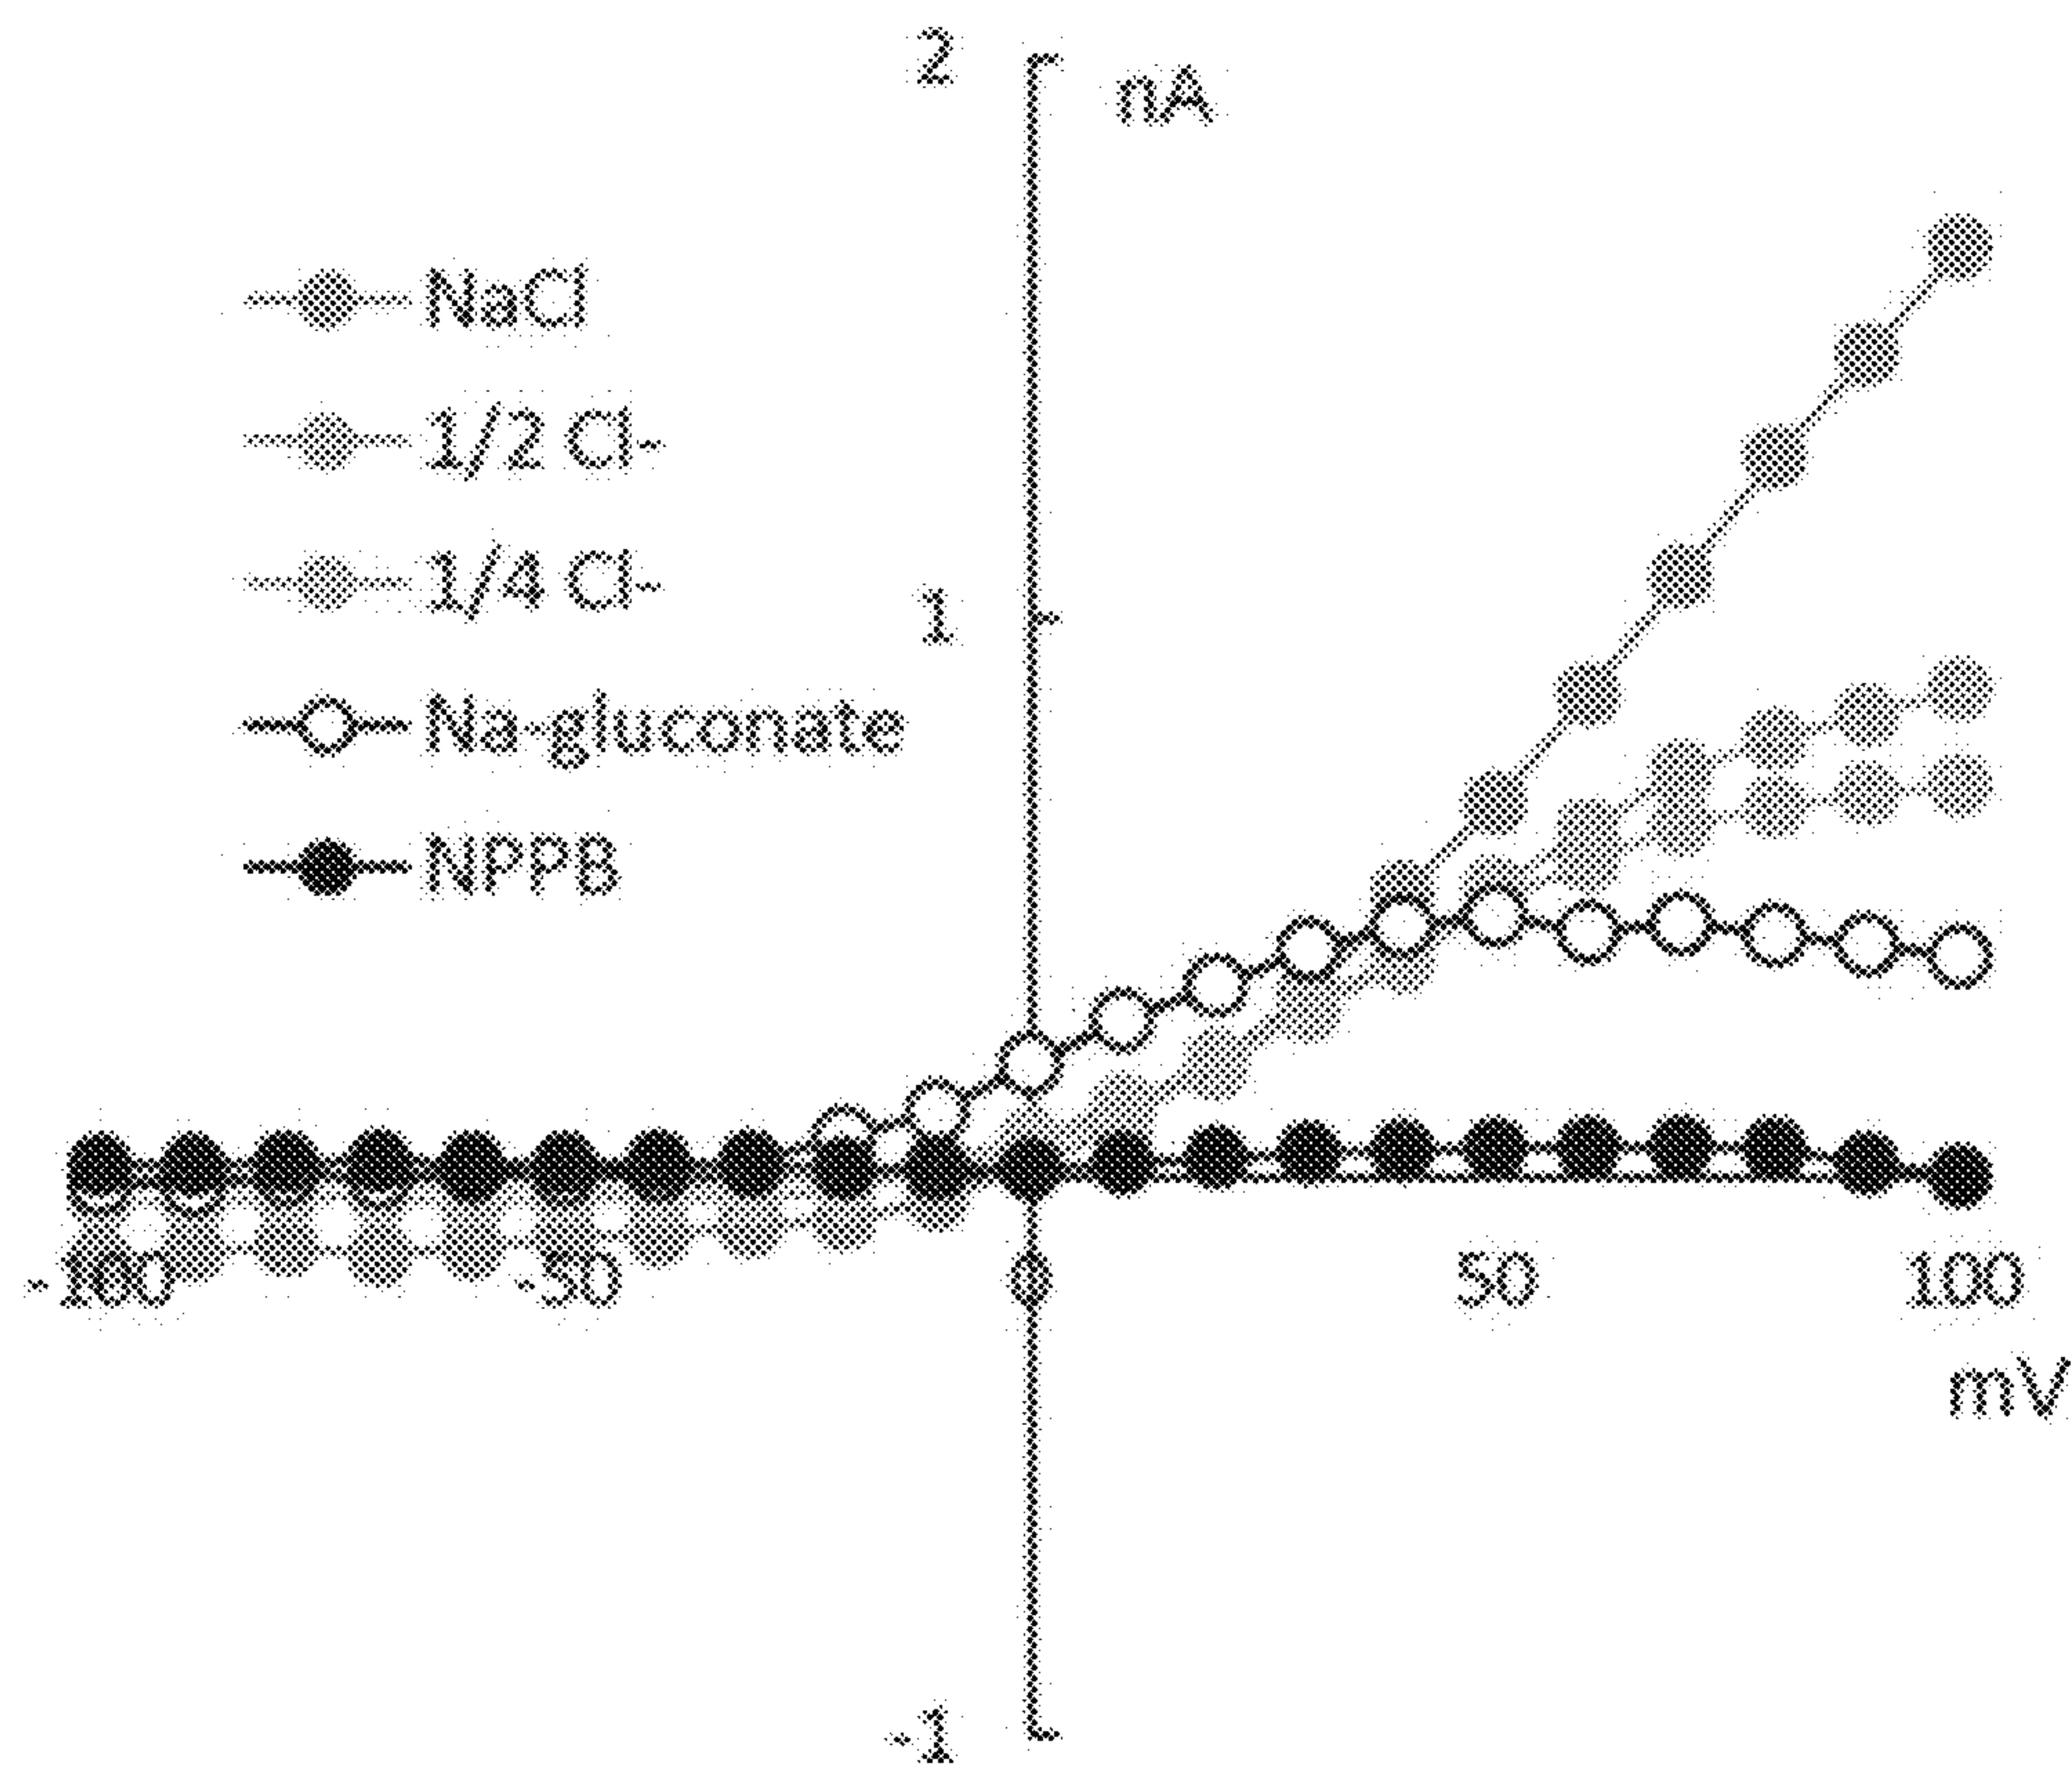 2
nA
NaCl
1/2 Cl-
1/4 Cl-
1
Na-gluconate
NPPB
-100
-50
0
50
100
mV
-1